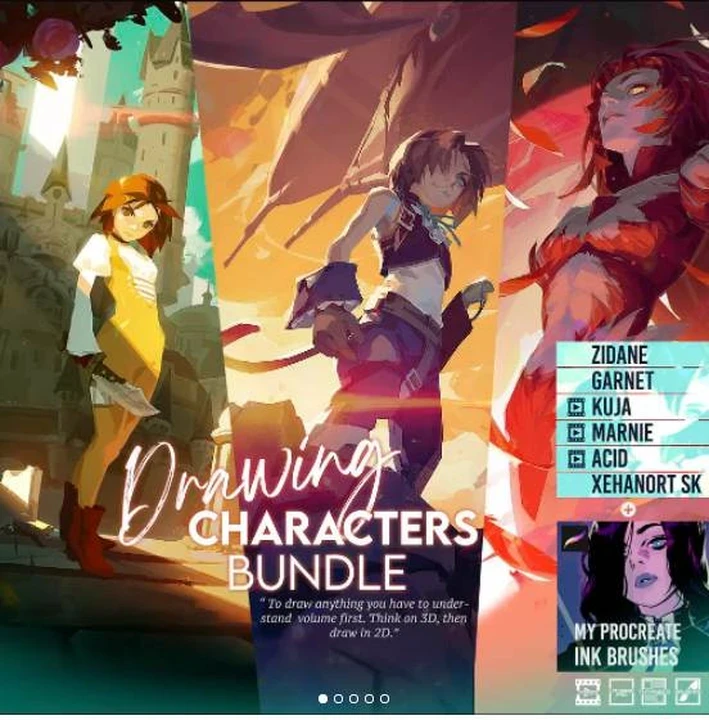 Drawing
CHARACTERS
BUNDLE
“ To draw anything you have to under-
stand volume first. Think on 3D, then
draw in 2D.”
ZIDANE
GARNET
KUJA
MARNIE
ACID
XEHANORT SK
+
MY PROCREATE
INK BRUSHES